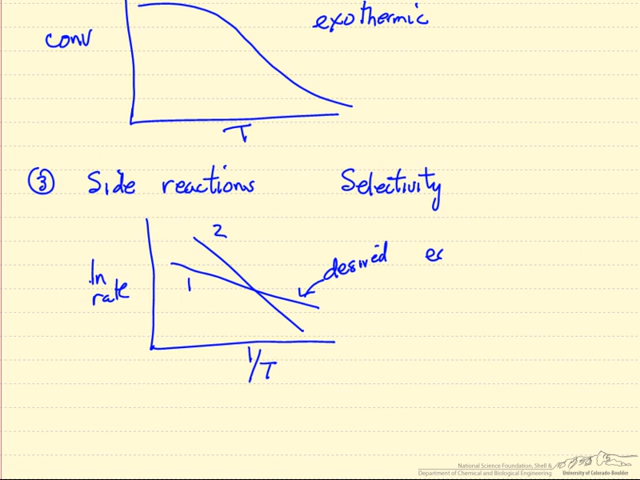 conv
exothermic
T
③ Side reactions Selectivity
2
1
desired
ln
rate
1/T
National Science Foundation, Shell &
Department of Chemical and Biological Engineering
University of Colorado-Boulder